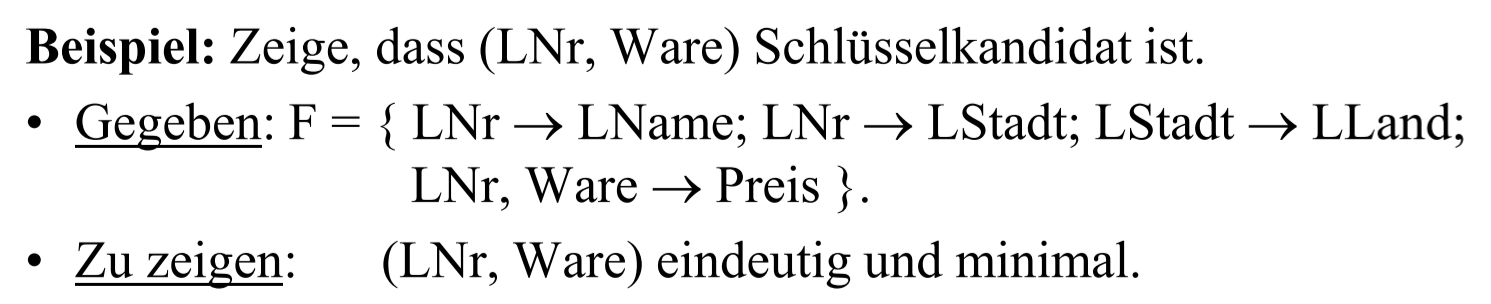 Beispiel: Zeige, dass (LNr, Ware) Schlüsselkandidat ist.
• Gegeben: F = { LNr → LName; LNr → LStadt; LStadt → LLand;
LNr, Ware → Preis }.
• Zu zeigen: (LNr, Ware) eindeutig und minimal.